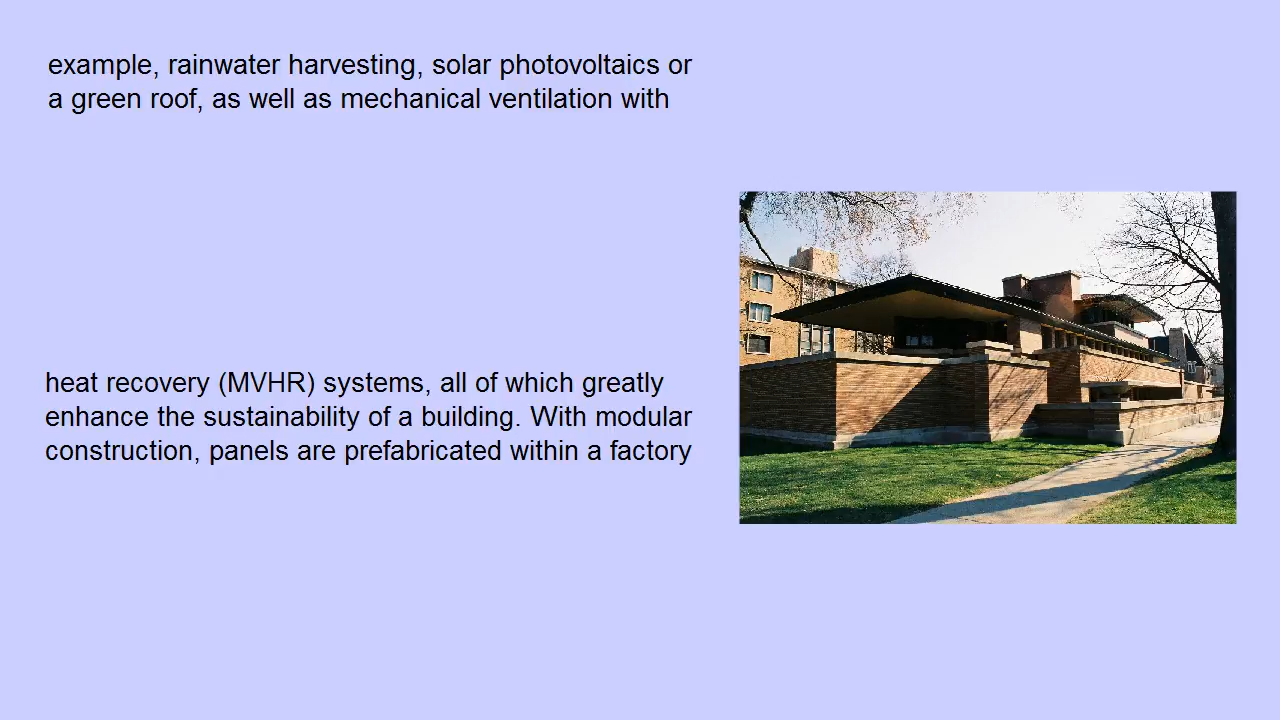 example, rainwater harvesting, solar photovoltaics or
a green roof, as well as mechanical ventilation with
heat recovery (MVHR) systems, all of which greatly
enhance the sustainability of a building. With modular
construction, panels are prefabricated within a factory